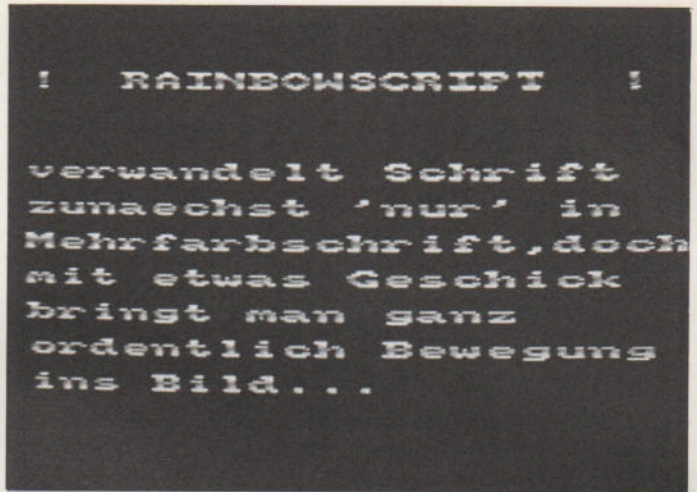 ! RAINBOWSCRIPT !
verwandelt Schrift
zunaechst 'nur' in
Mehrfarbschrift,doch
mit etwas Geschick
bringt man ganz
ordentlich Bewegung
ins Bild...